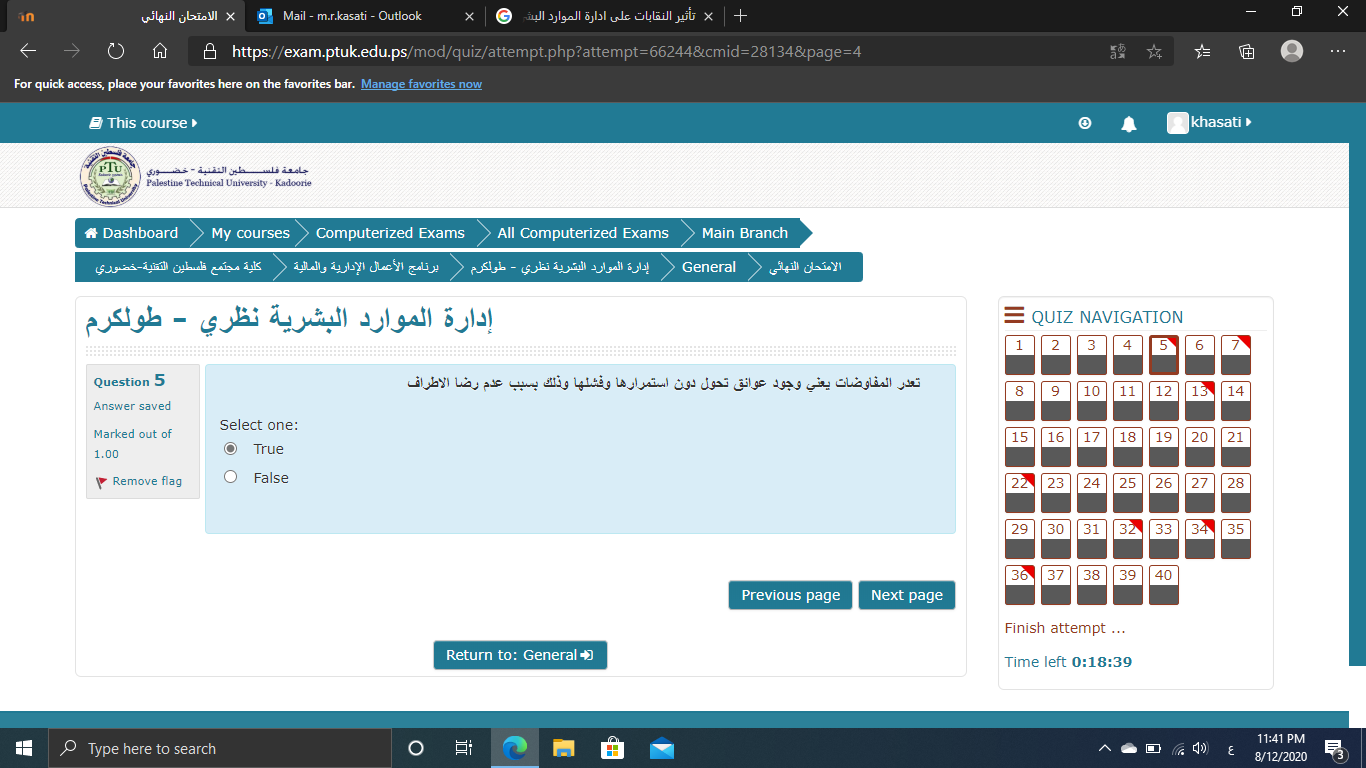 الامتحان النهائي
Mail - m.r.kasati - Outlook
تأثير النقابات على ادارة الموارد البش
https://exam.ptuk.edu.ps/mod/quiz/attempt.php?attempt=66244&cmid=28134&page=4
For quick access, place your favorites here on the favorites bar. Manage favorites now
This course
khasati
جامعة فلسطين التقنية - خضوري
PTU
Palestine Technical University - Kadoorie
Dashboard My courses Computerized Exams All Computerized Exams Main Branch
كلية مجتمع فلسطين التقنية-خضوري برنامج الأعمال الإدارية والمالية إدارة الموارد البشرية نظري - طولكرم General الامتحان النهائي
إدارة الموارد البشرية نظري - طولكرم
Question 5
Answer saved
Marked out of
1.00
Remove flag
تعدر المفاوضات يعني وجود عوانق تحول دون استمرارها وفشلها وذلك بسبب عدم رضا الاطراف
Select one:
True
False
Previous page
Next page
Return to: General
QUIZ NAVIGATION
1 2 3 4 5 6 7
8 9 10 11 12 13 14
15 16 17 18 19 20 21
22 23 24 25 26 27 28
29 30 31 32 33 34 35
36 37 38 39 40
Finish attempt ...
Time left 0:18:39
Type here to search
ع
11:41 PM
8/12/2020
3